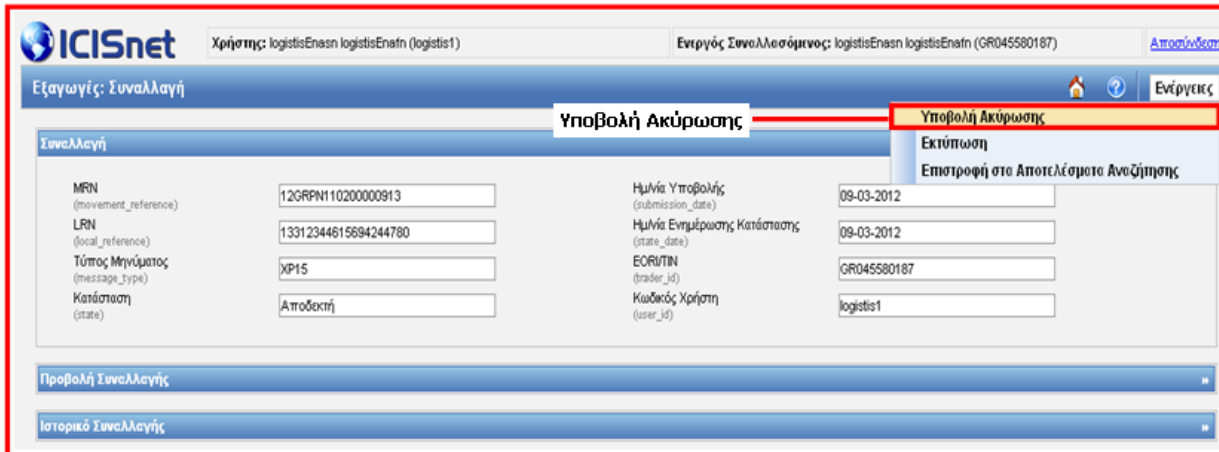 ICISnet
Χρήστης: logistisEnasn logistisEnafn (logistis1)
Ενεργός Συναλλασόμενος: logistisEnasn logistisEnafn (GR045580187)
Αποσύνδεση
Εξαγωγές: Συναλλαγή
Ενέργειες
Υποβολή Ακύρωσης
Υποβολή Ακύρωσης
Εκτύπωση
Επιστροφή στα Αποτελέσματα Αναζήτησης
Συναλλαγή
MRN
(movement_reference)
12GRPN110200000913
Ημ/νία Υποβολής
(submission_date)
09-03-2012
LRN
(local_reference)
13312344615694244780
Ημ/νία Ενημέρωσης Κατάστασης
(state_date)
09-03-2012
Τύπος Μηνύματος
(message_type)
XP15
EORI/TIN
(trader_id)
GR045580187
Κατάσταση
(state)
Αποδεκτή
Κωδικός Χρήστη
(user_id)
logistis1
Προβολή Συναλλαγής
Ιστορικό Συναλλαγής